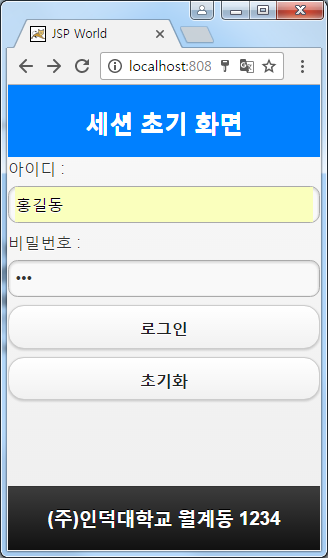 JSP World
localhost:808
세션 초기 화면
아이디 :
홍길동
비밀번호 :
•••
로그인
초기화
(주)인덕대학교 월계동 1234